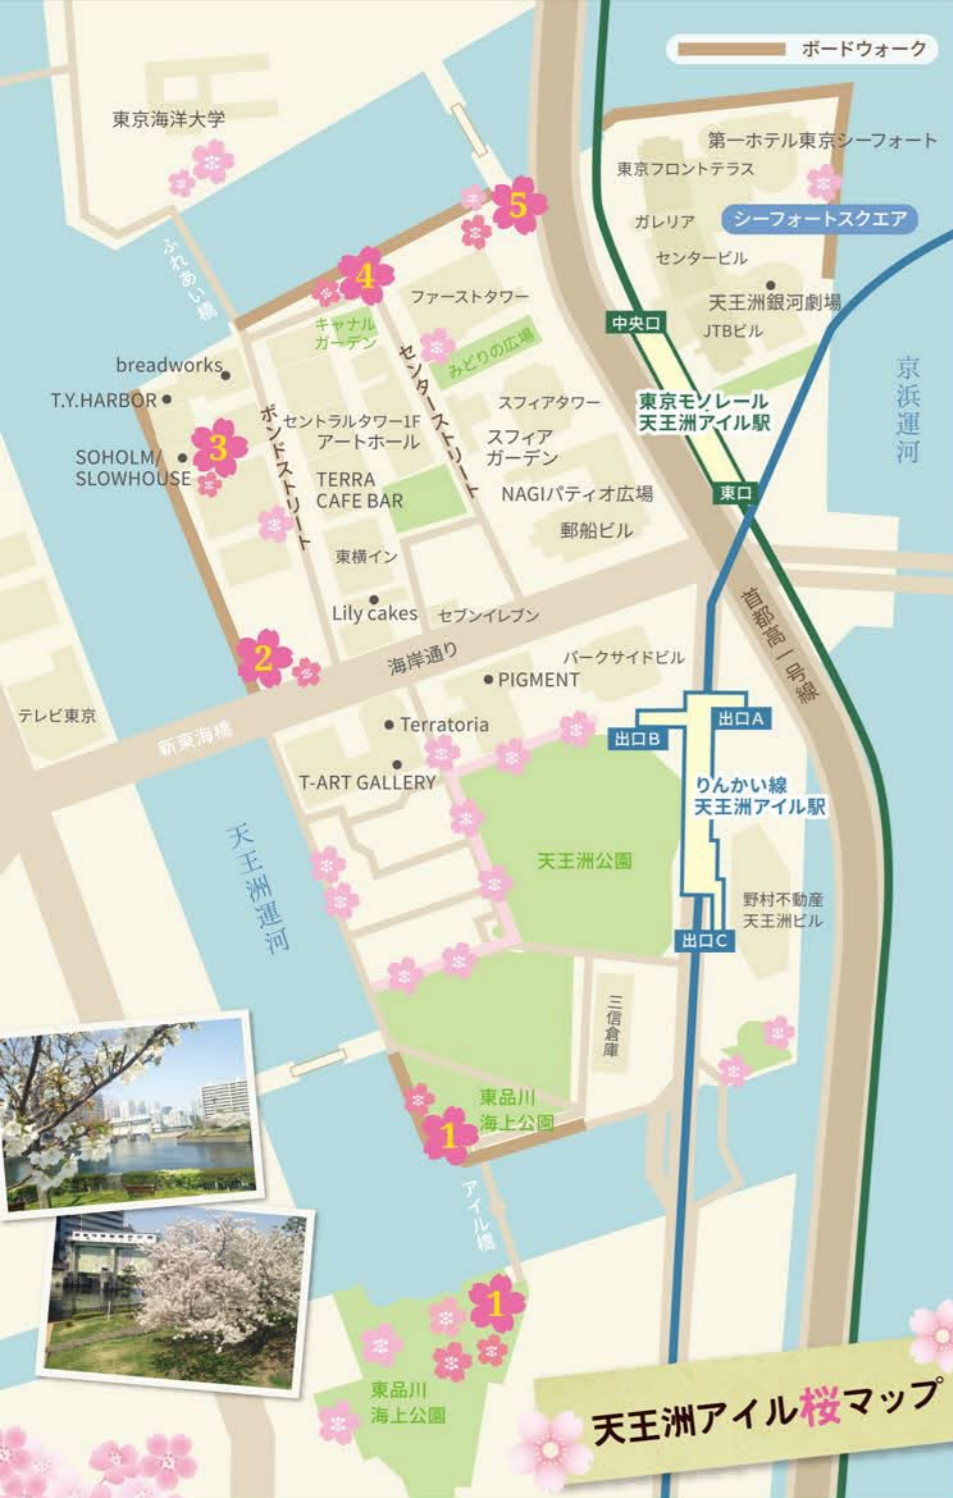 ボードウォーク
東京海洋大学
第一ホテル東京シーフォート
東京フロントテラス
ガレリア
シーフォートスクエア
センタービル
天王洲銀河劇場
JTBビル
ふれあい橋
5
4
キャナル
ガーデン
ファーストタワー
みどりの広場
中央口
東京モノレール
天王洲アイル駅
京浜運河
breadworks
T.Y.HARBOR
3
SOHOLM/
SLOWHOUSE
ボンドストリート
センターストリート
セントラルタワー1F
アートホール
スフィアタワー
スフィア
ガーデン
TERRA
CAFE BAR
NAGIパティオ広場
東口
郵船ビル
東横イン
Lily cakes
セブンイレブン
首都高一号線
2
海岸通り
パークサイドビル
PIGMENT
テレビ東京
新東海橋
Terratoria
T-ART GALLERY
出口A
出口B
りんかい線
天王洲アイル駅
天王洲公園
天王洲運河
野村不動産
天王洲ビル
出口C
三信倉庫
東品川
海上公園
1
アイル橋
1
東品川
海上公園
天王洲アイル桜マップ